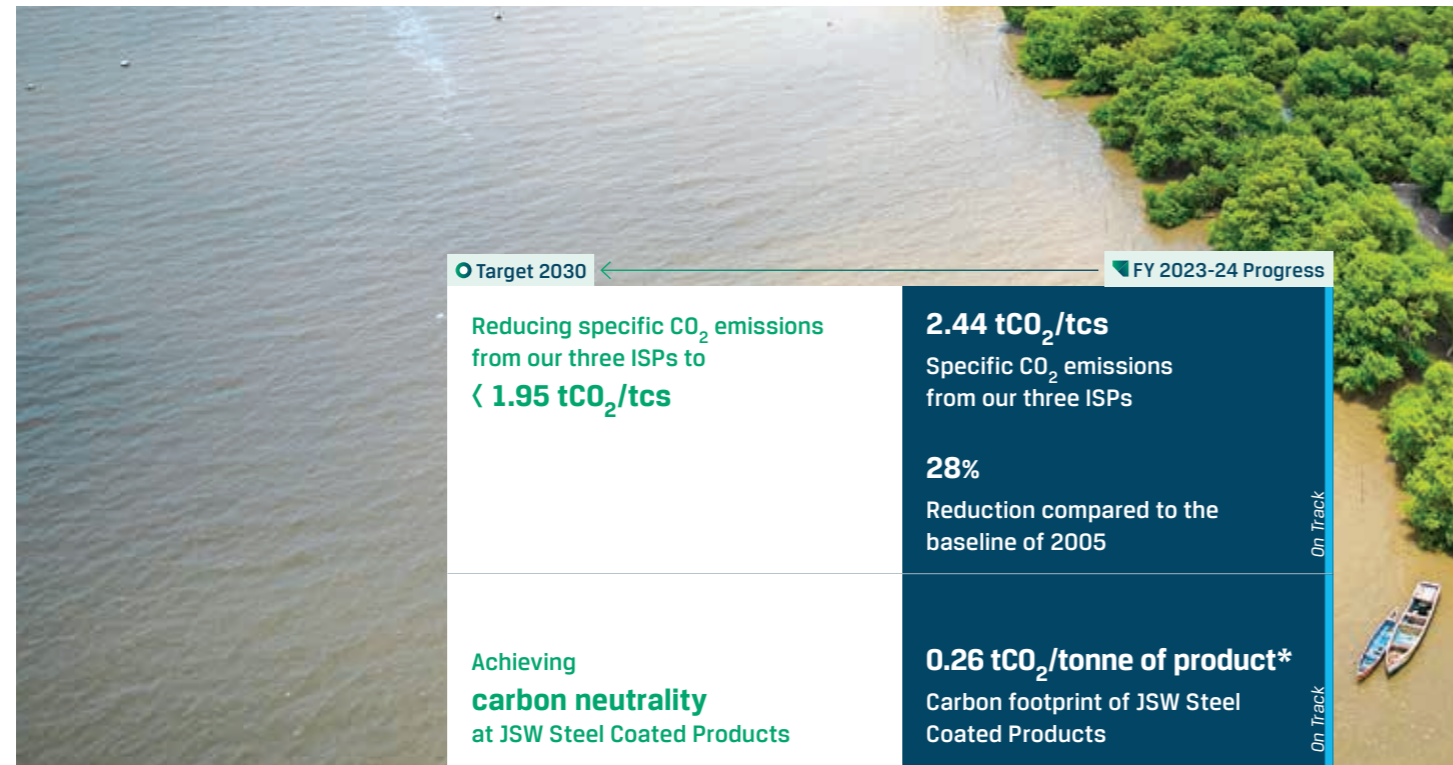 Target 2030
FY 2023-24 Progress
Reducing specific CO₂ emissions
from our three ISPs to
< 1.95 tCO₂/tcs
2.44 tCO₂/tcs
Specific CO₂ emissions
from our three ISPs
28%
Reduction compared to the
baseline of 2005
On Track
Achieving
carbon neutrality
at JSW Steel Coated Products
0.26 tCO₂/tonne of product*
Carbon footprint of JSW Steel
Coated Products
On Track